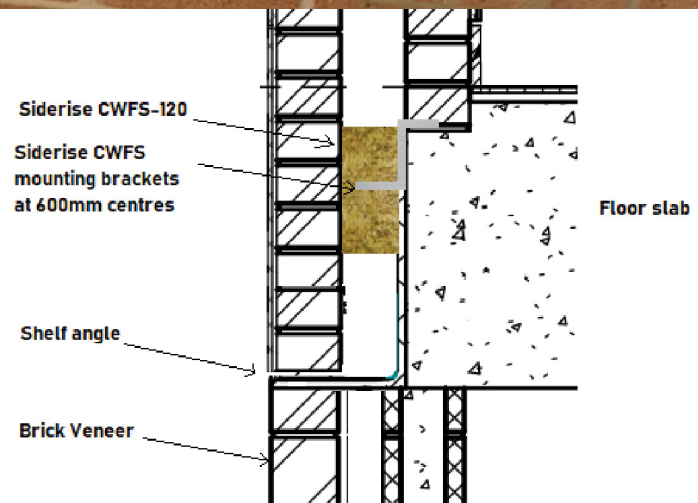 Siderise CWFS-120
Siderise CWFS
mounting brackets
at 600mm centres
Floor slab
Shelf angle
Brick Veneer